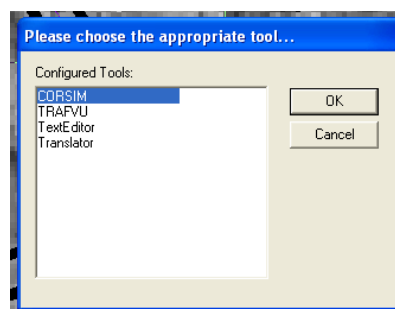 Please choose the appropriate tool...
Configured Tools:
CORSIM
TRAFVU
TextEditor
Translator
OK
Cancel